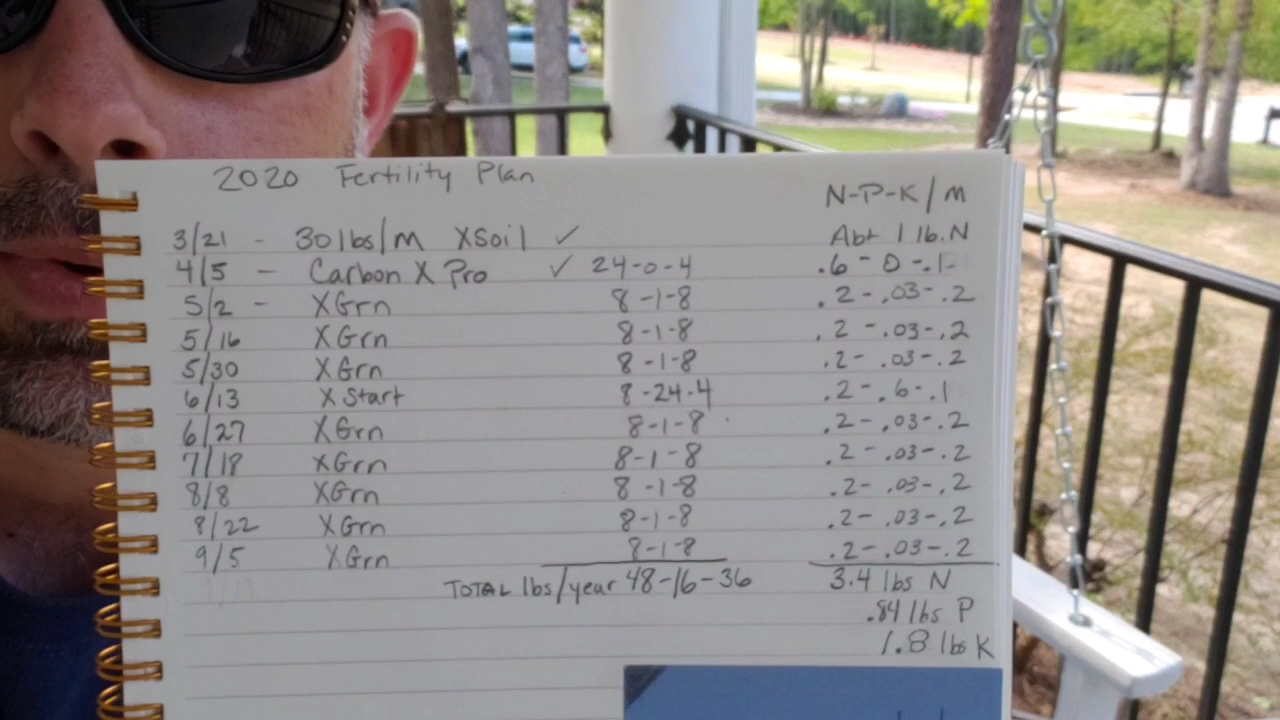 2020 Fertility Plan
N-P-K/M
3/21 - 30 lbs/M XSoil ✓ Abt 1 lb. N
4/5 - Carbon X Pro ✓ 24-0-4 .6-0-.1
5/2 - XGrn 8-1-8 .2-.03-.2
5/16 XGrn 8-1-8 .2-.03-.2
5/30 XGrn 8-1-8 .2-.03-.2
6/13 XStart 8-24-4 .2-.6-.1
6/27 XGrn 8-1-8 .2-.03-.2
7/18 XGrn 8-1-8 .2-.03-.2
8/8 XGrn 8-1-8 .2-.03-.2
8/22 XGrn 8-1-8 .2-.03-.2
9/5 XGrn 8-1-8 .2-.03-.2
TOTAL lbs/year 48-16-36 3.4 lbs N
.84 lbs P
1.8 lbs K